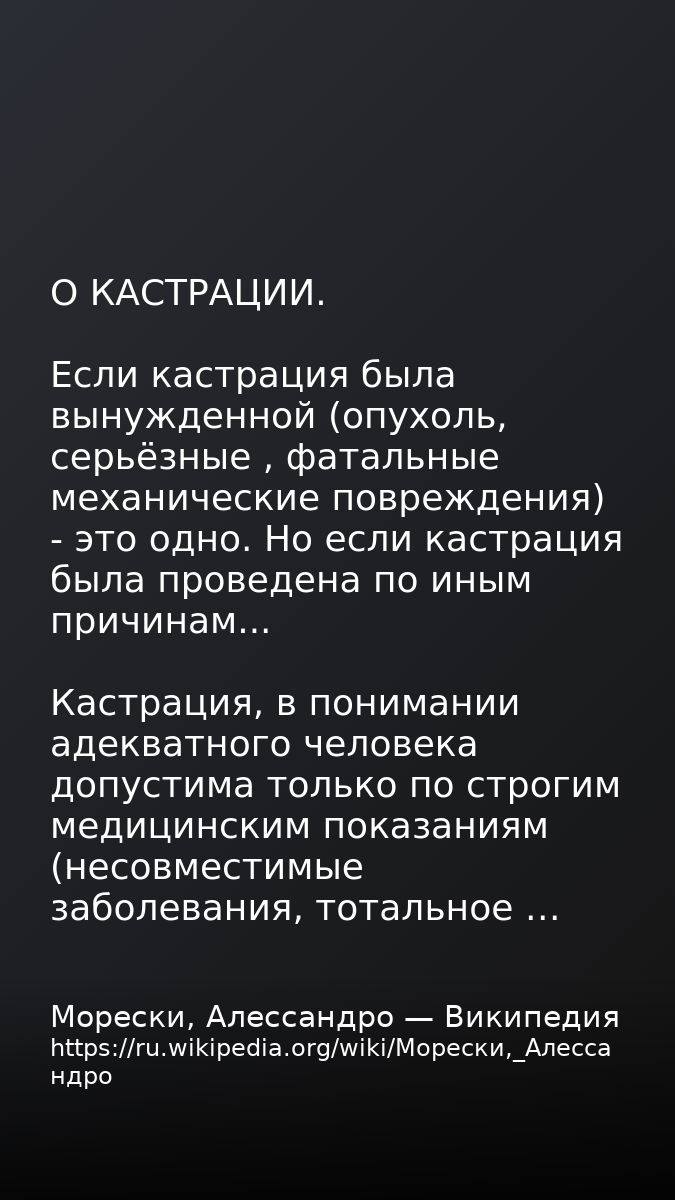 О КАСТРАЦИИ.
Если кастрация была
вынужденной (опухоль,
серьёзные , фатальные
механические повреждения)
- это одно. Но если кастрация
была проведена по иным
причинам...
Кастрация, в понимании
адекватного человека
допустима только по строгим
медицинским показаниям
(несовместимые
заболевания, тотальное ...
Морески, Алессандро — Википедия
https://ru.wikipedia.org/wiki/Морески,_Алесса
ндро